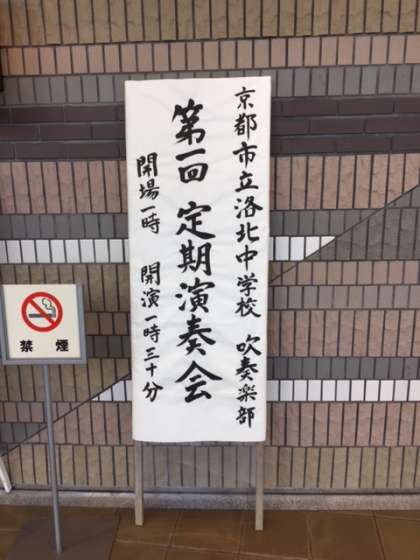 京都市立洛北中学校 吹奏楽部
第一回 定期演奏会
開場一時 開演一時三十分
禁煙